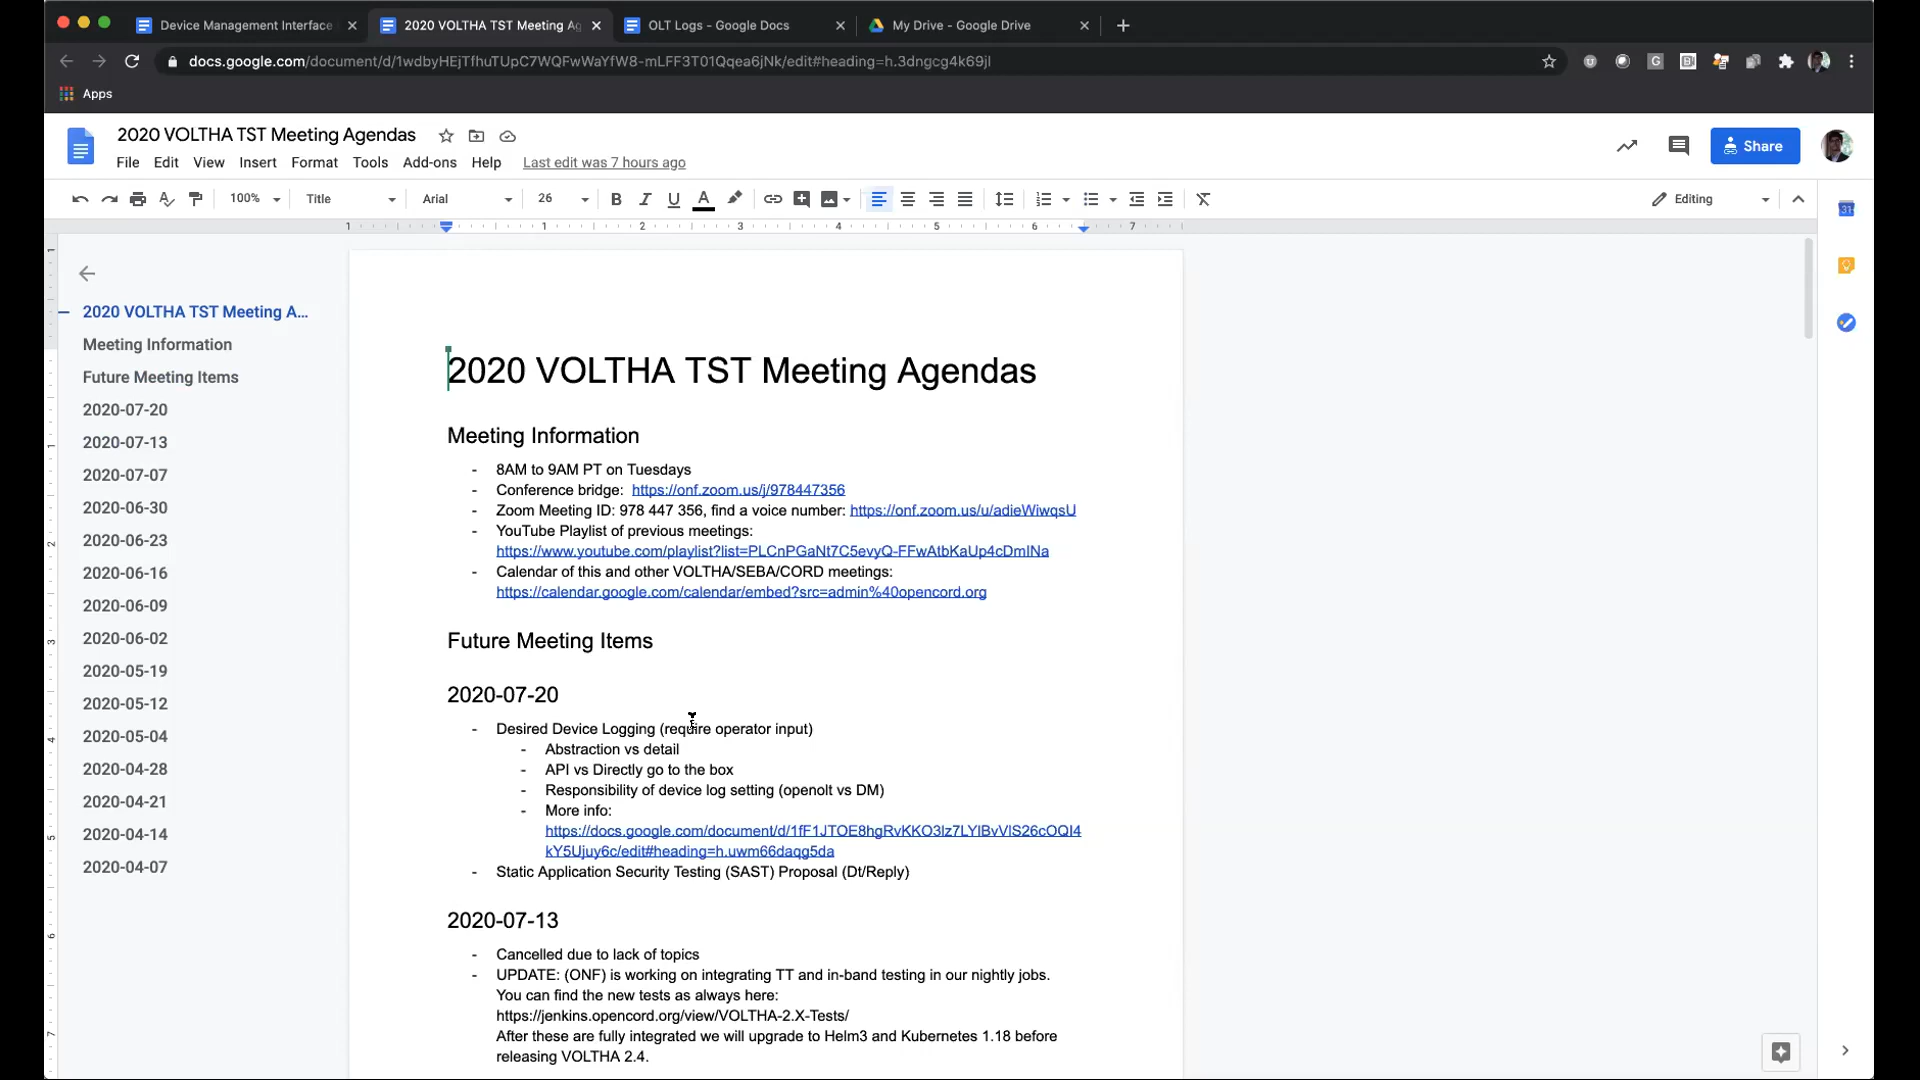 Device Management Interface
2020 VOLTHA TST Meeting Ag
OLT Logs - Google Docs
My Drive - Google Drive
docs.google.com/document/d/1wdbyHEjTfhuTUpC7WQFwWaYfW8-mLFF3T01Qqea6jNk/edit#heading=h.3dngcg4k69jl
Apps
2020 VOLTHA TST Meeting Agendas
Share
File Edit View Insert Format Tools Add-ons Help Last edit was 7 hours ago
100% Title Arial 26 B I U A Editing
1 1 2 3 4 5 6 7
2020 VOLTHA TST Meeting A...
Meeting Information
Future Meeting Items
2020-07-20
2020-07-13
2020-07-07
2020-06-30
2020-06-23
2020-06-16
2020-06-09
2020-06-02
2020-05-19
2020-05-12
2020-05-04
2020-04-28
2020-04-21
2020-04-14
2020-04-07
2020 VOLTHA TST Meeting Agendas
Meeting Information
- 8AM to 9AM PT on Tuesdays
- Conference bridge: https://onf.zoom.us/j/978447356
- Zoom Meeting ID: 978 447 356, find a voice number: https://onf.zoom.us/u/adieWiwqsU
- YouTube Playlist of previous meetings:
https://www.youtube.com/playlist?list=PLCnPGaNt7C5evyQ-FFwAtbKaUp4cDmINa
- Calendar of this and other VOLTHA/SEBA/CORD meetings:
https://calendar.google.com/calendar/embed?src=admin%40opencord.org
Future Meeting Items
2020-07-20
- Desired Device Logging (require operator input)
- Abstraction vs detail
- API vs Directly go to the box
- Responsibility of device log setting (openolt vs DM)
- More info:
https://docs.google.com/document/d/1fF1JTOE8hgRvKKO3lz7LYlBvVlS26cOQI4
kY5Ujuy6c/edit#heading=h.uwm66daqg5da
- Static Application Security Testing (SAST) Proposal (Dt/Reply)
2020-07-13
- Cancelled due to lack of topics
- UPDATE: (ONF) is working on integrating TT and in-band testing in our nightly jobs.
You can find the new tests as always here:
https://jenkins.opencord.org/view/VOLTHA-2.X-Tests/
After these are fully integrated we will upgrade to Helm3 and Kubernetes 1.18 before
releasing VOLTHA 2.4.